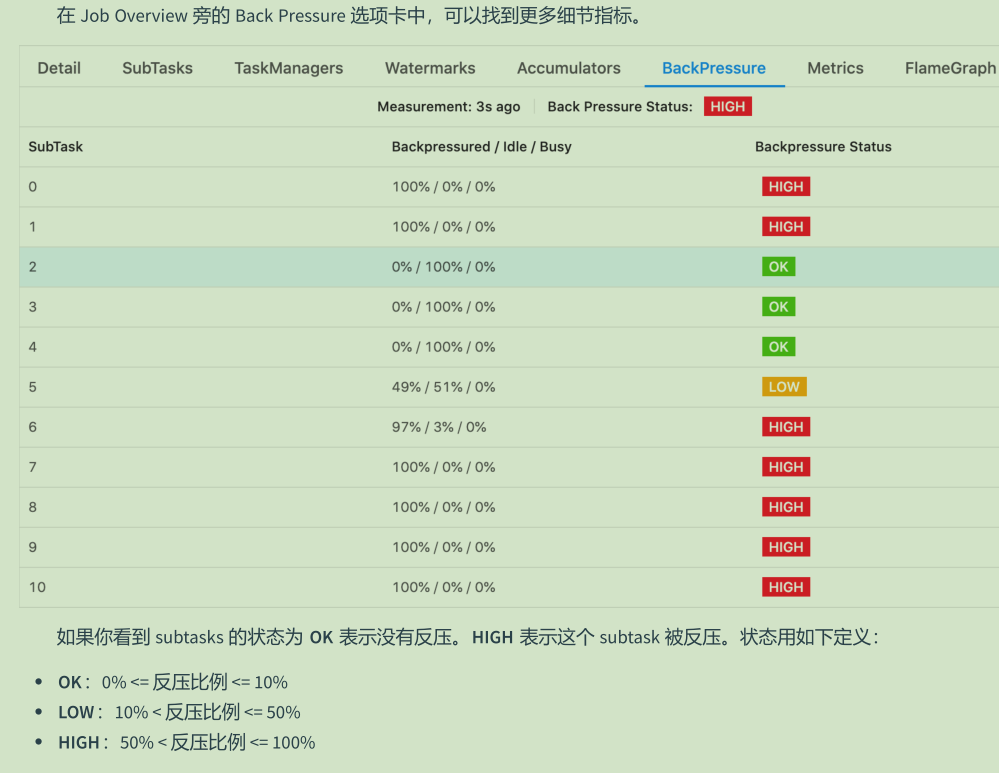 在 Job Overview 旁的 Back Pressure 选项卡中，可以找到更多细节指标。
Detail SubTasks TaskManagers Watermarks Accumulators BackPressure Metrics FlameGraph
Measurement: 3s ago Back Pressure Status: HIGH
SubTask Backpressured / Idle / Busy Backpressure Status
0 100% / 0% / 0% HIGH
1 100% / 0% / 0% HIGH
2 0% / 100% / 0% OK
3 0% / 100% / 0% OK
4 0% / 100% / 0% OK
5 49% / 51% / 0% LOW
6 97% / 3% / 0% HIGH
7 100% / 0% / 0% HIGH
8 100% / 0% / 0% HIGH
9 100% / 0% / 0% HIGH
10 100% / 0% / 0% HIGH
如果你看到 subtasks 的状态为 OK 表示没有反压。HIGH 表示这个 subtask 被反压。状态用如下定义：
• OK： 0% <= 反压比例 <= 10%
• LOW： 10% < 反压比例 <= 50%
• HIGH： 50% < 反压比例 <= 100%